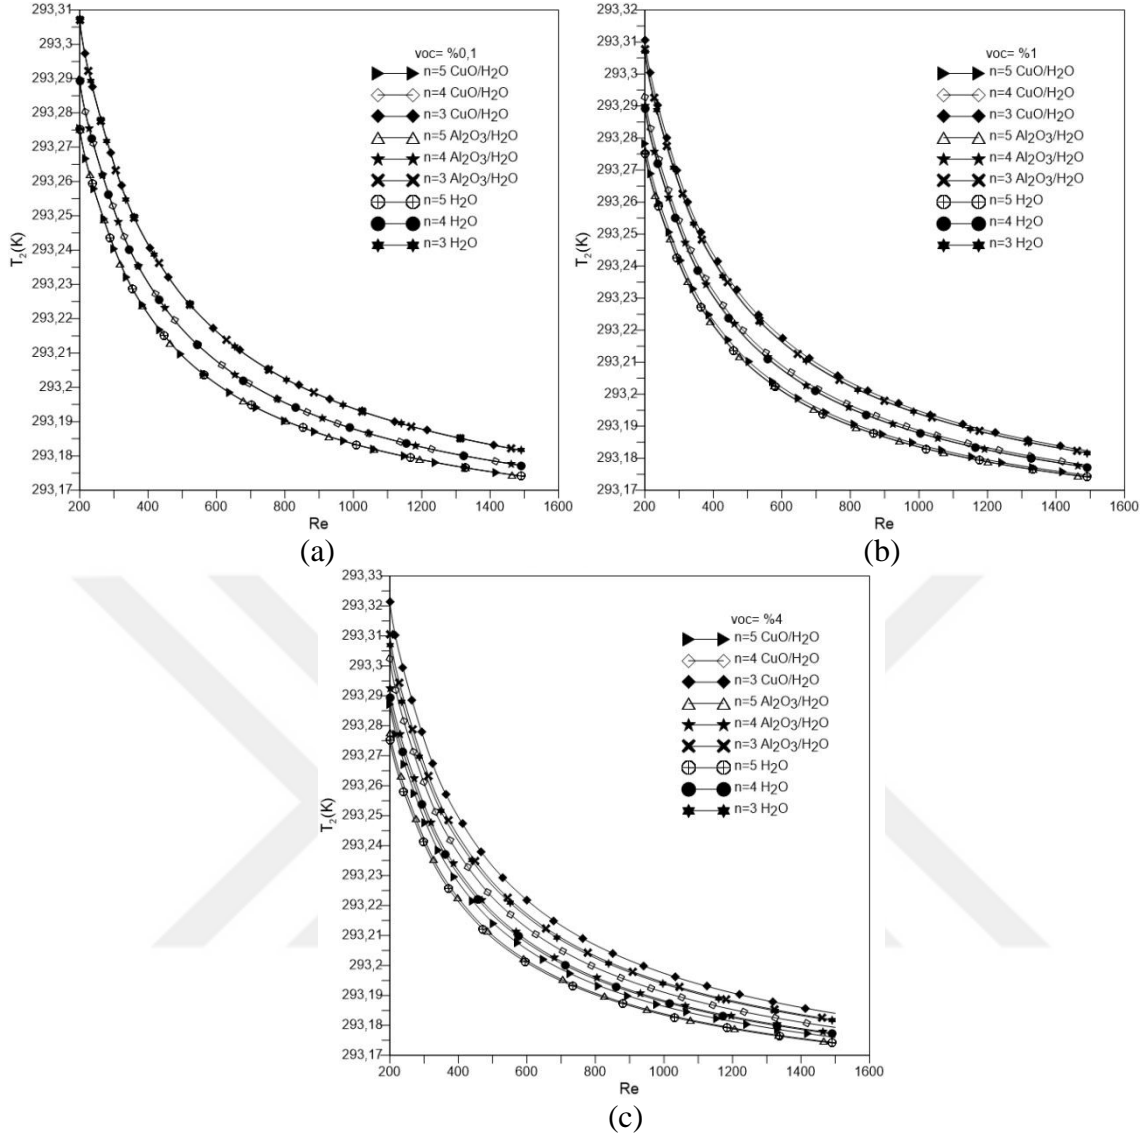 293,31
293,3
293,29
293,28
293,27
293,26
293,25
293,24
293,23
293,22
293,21
293,2
293,19
293,18
293,17
T2(K)
200 400 600 800 1000 1200 1400 1600
Re
voc= %0,1
n=5 CuO/H2O
n=4 CuO/H2O
n=3 CuO/H2O
n=5 Al2O3/H2O
n=4 Al2O3/H2O
n=3 Al2O3/H2O
n=5 H2O
n=4 H2O
n=3 H2O
(a)
293,32
293,31
293,3
293,29
293,28
293,27
293,26
293,25
293,24
293,23
293,22
293,21
293,2
293,19
293,18
293,17
T2(K)
200 400 600 800 1000 1200 1400 1600
Re
voc= %1
n=5 CuO/H2O
n=4 CuO/H2O
n=3 CuO/H2O
n=5 Al2O3/H2O
n=4 Al2O3/H2O
n=3 Al2O3/H2O
n=5 H2O
n=4 H2O
n=3 H2O
(b)
293,33
293,32
293,31
293,3
293,29
293,28
293,27
293,26
293,25
293,24
293,23
293,22
293,21
293,2
293,19
293,18
293,17
T2(K)
200 400 600 800 1000 1200 1400 1600
Re
voc= %4
n=5 CuO/H2O
n=4 CuO/H2O
n=3 CuO/H2O
n=5 Al2O3/H2O
n=4 Al2O3/H2O
n=3 Al2O3/H2O
n=5 H2O
n=4 H2O
n=3 H2O
(c)